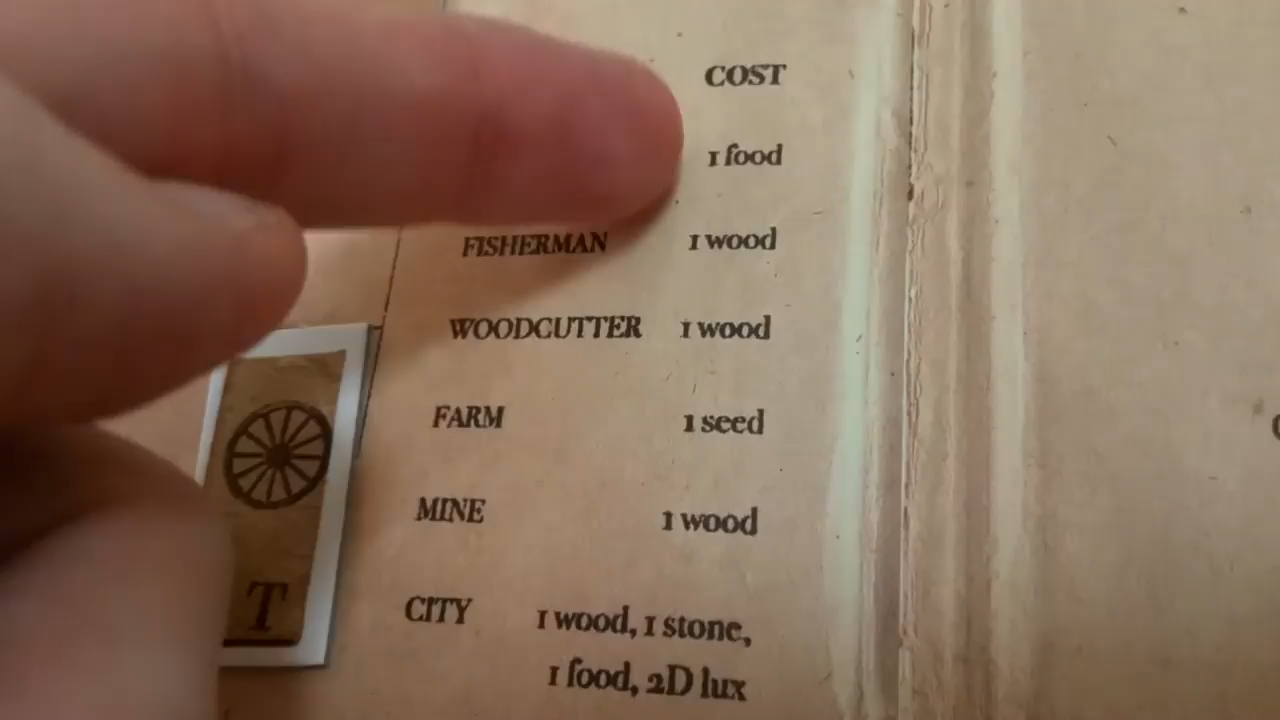 COST
1 food
FISHERMAN 1 wood
WOODCUTTER 1 wood
FARM 1 seed
MINE 1 wood
CITY 1 wood, 1 stone,
1 food, 2D lux
T